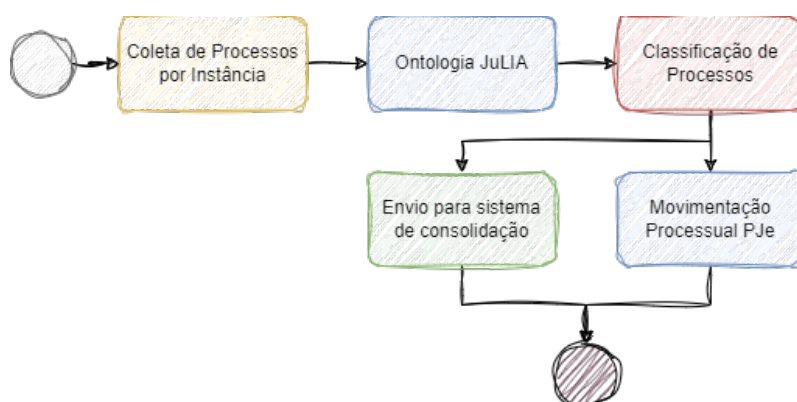 Coleta de Processos
por Instância
Ontologia JuLIA
Classificação de
Processos
Envio para sistema
de consolidação
Movimentação
Processual PJe